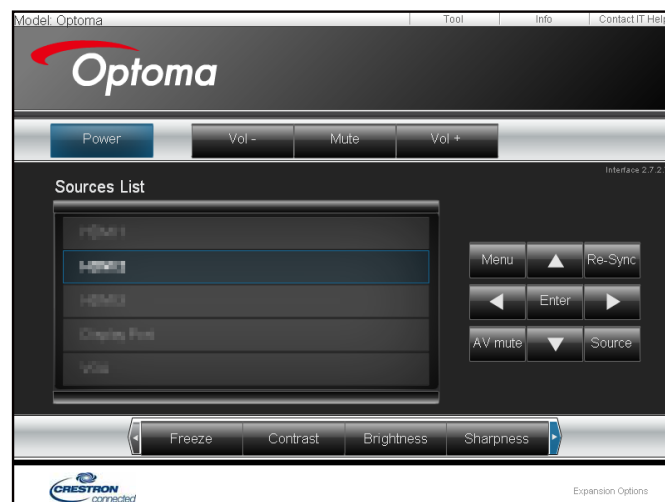 Model: Optoma
Tool
Info
Contact IT Help
Optoma
Power
Vol -
Mute
Vol +
Interface 2.7.2.
Sources List
Menu
Re-Sync
Enter
AV mute
Source
Freeze
Contrast
Brightness
Sharpness
CRESTRON
connected
Expansion Options